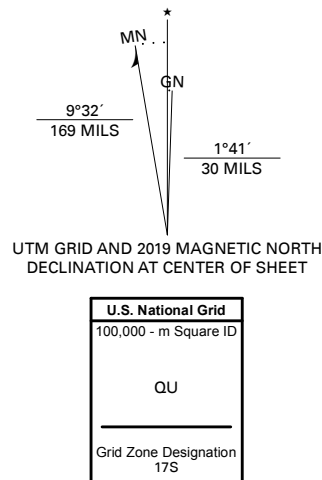 ★
MN
GN
9°32´
169 MILS
1°41´
30 MILS
UTM GRID AND 2019 MAGNETIC NORTH
DECLINATION AT CENTER OF SHEET
U.S. National Grid
100,000 - m Square ID
QU
Grid Zone Designation
17S